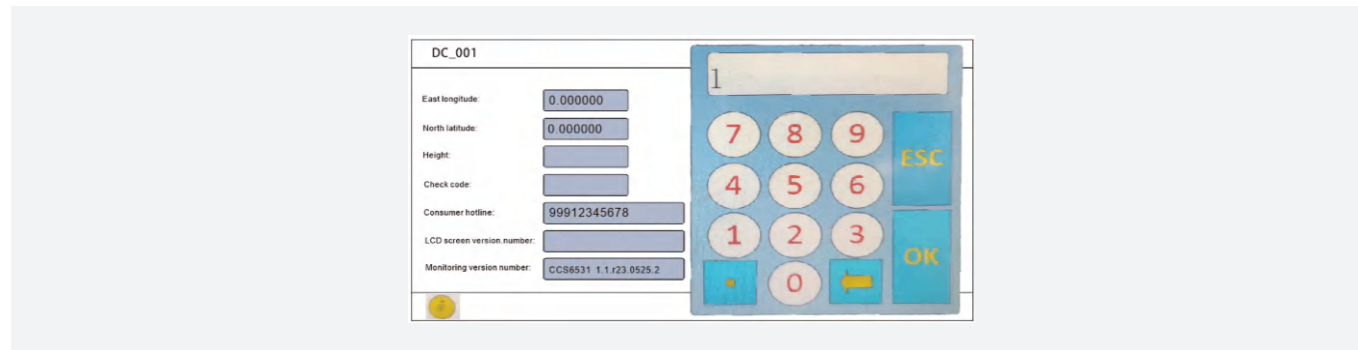 DC_001
East longitude: 0.000000
North latitude: 0.000000
Height:
Check code:
Consumer hotline: 99912345678
LCD screen version number:
Monitoring version number: CCS6531 1.1.r23.0525.2
1
7 8 9
ESC
4 5 6
1 2 3
OK
. 0